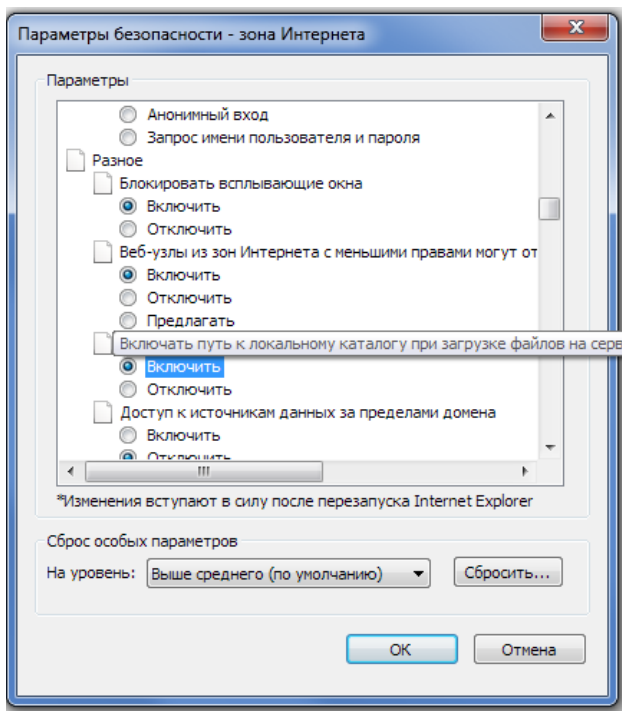 Параметры безопасности - зона Интернета
Параметры
Анонимный вход
Запрос имени пользователя и пароля
Разное
Блокировать всплывающие окна
Включить
Отключить
Веб-узлы из зон Интернета с меньшими правами могут от
Включить
Отключить
Предлагать
Включать путь к локальному каталогу при загрузке файлов на серв
Включить
Отключить
Доступ к источникам данных за пределами домена
Включить
Отключить
*Изменения вступают в силу после перезапуска Internet Explorer
Сброс особых параметров
На уровень: Выше среднего (по умолчанию) Сбросить...
ОК Отмена